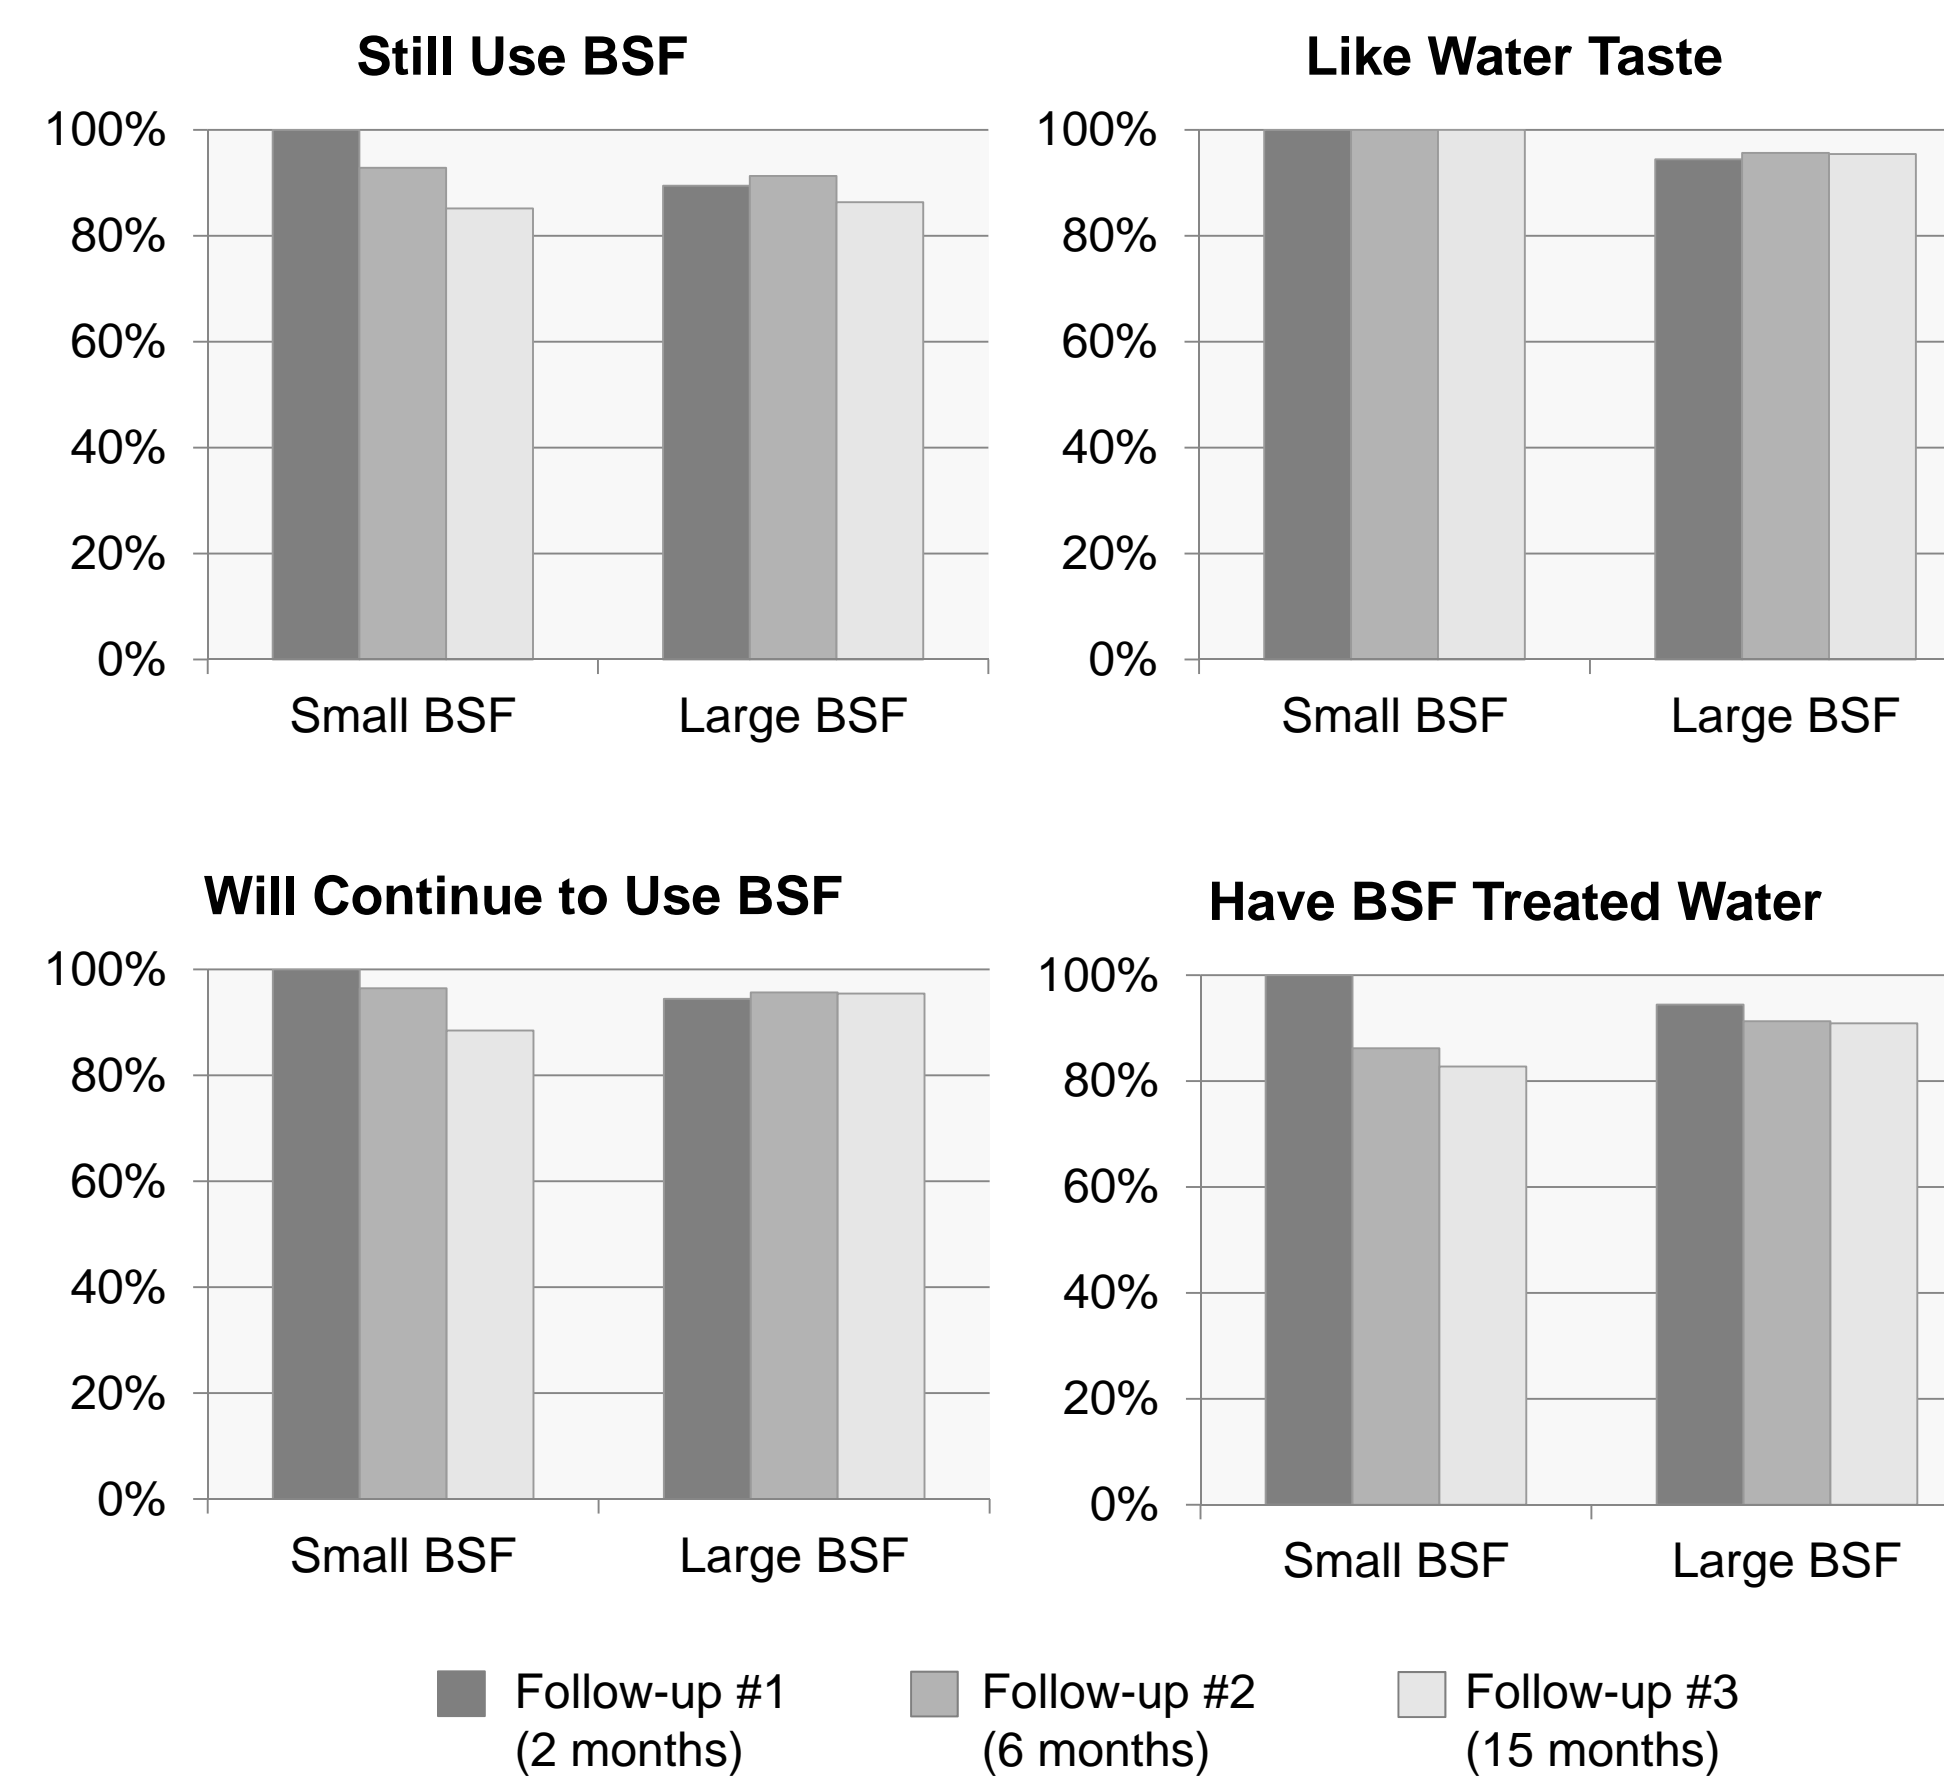 Still Use BSF
100%
80%
60%
40%
20%
0%
Small BSF
Large BSF
Like Water Taste
100%
80%
60%
40%
20%
0%
Small BSF
Large BSF
Will Continue to Use BSF
100%
80%
60%
40%
20%
0%
Small BSF
Large BSF
Have BSF Treated Water
100%
80%
60%
40%
20%
0%
Small BSF
Large BSF
Follow-up #1
(2 months)
Follow-up #2
(6 months)
Follow-up #3
(15 months)